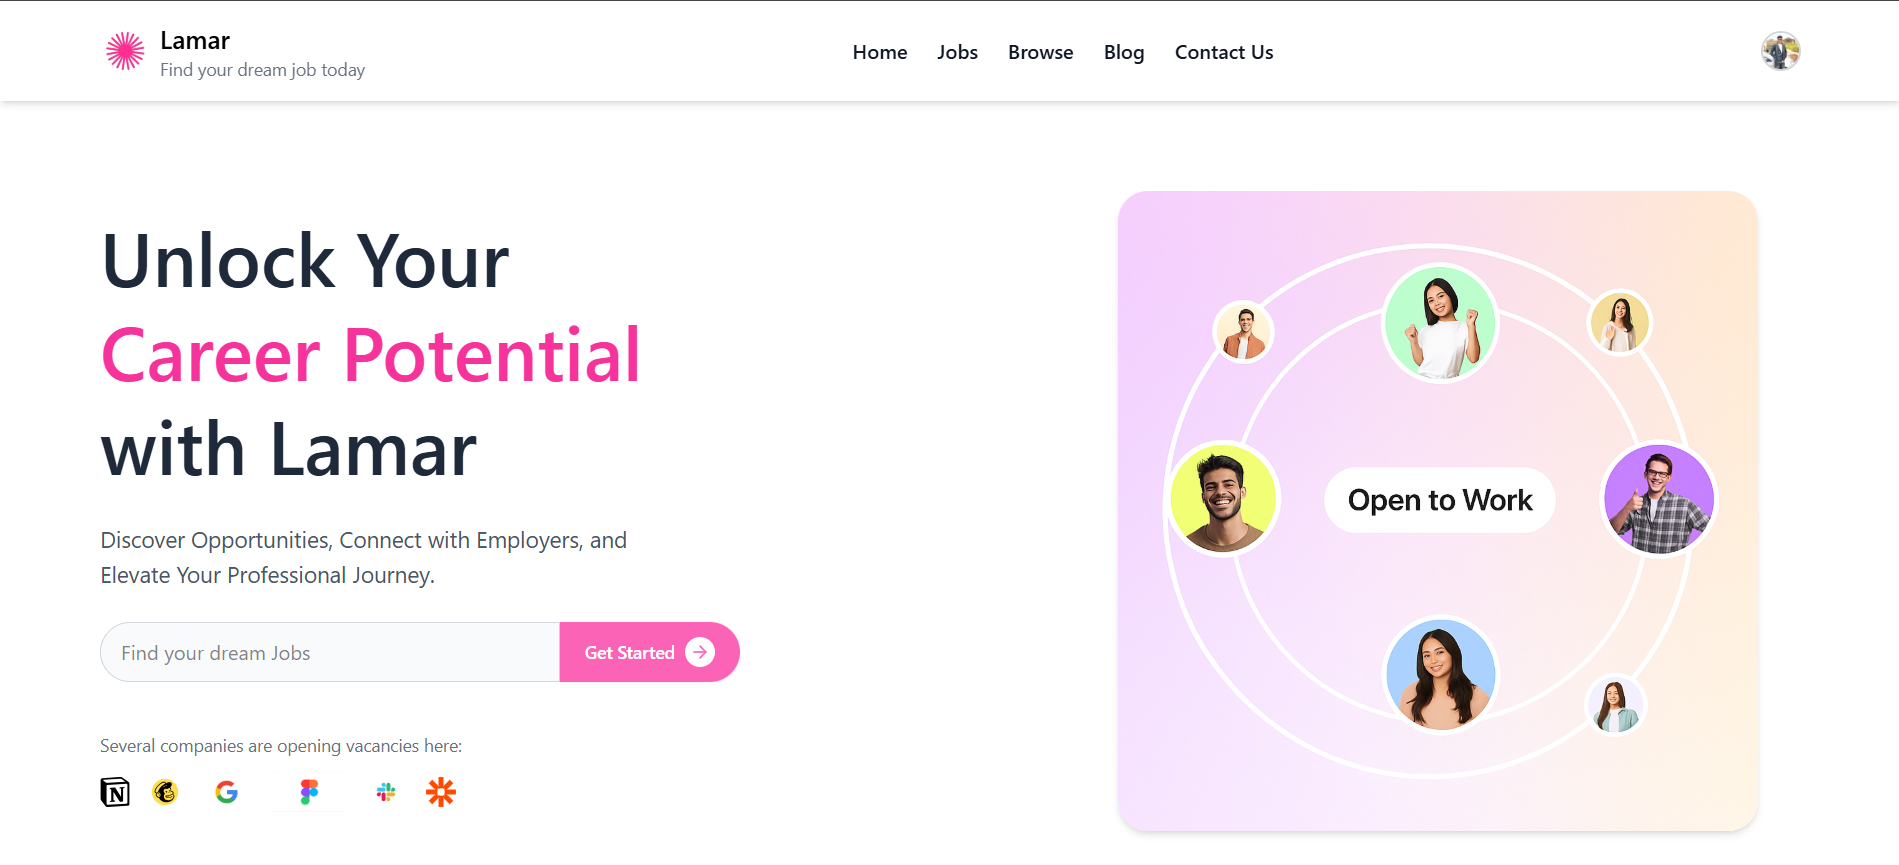 Lamar
Find your dream job today
Home Jobs Browse Blog Contact Us
Unlock Your
Career Potential
with Lamar
Discover Opportunities, Connect with Employers, and
Elevate Your Professional Journey.
Find your dream Jobs
Get Started
Several companies are opening vacancies here:
Open to Work